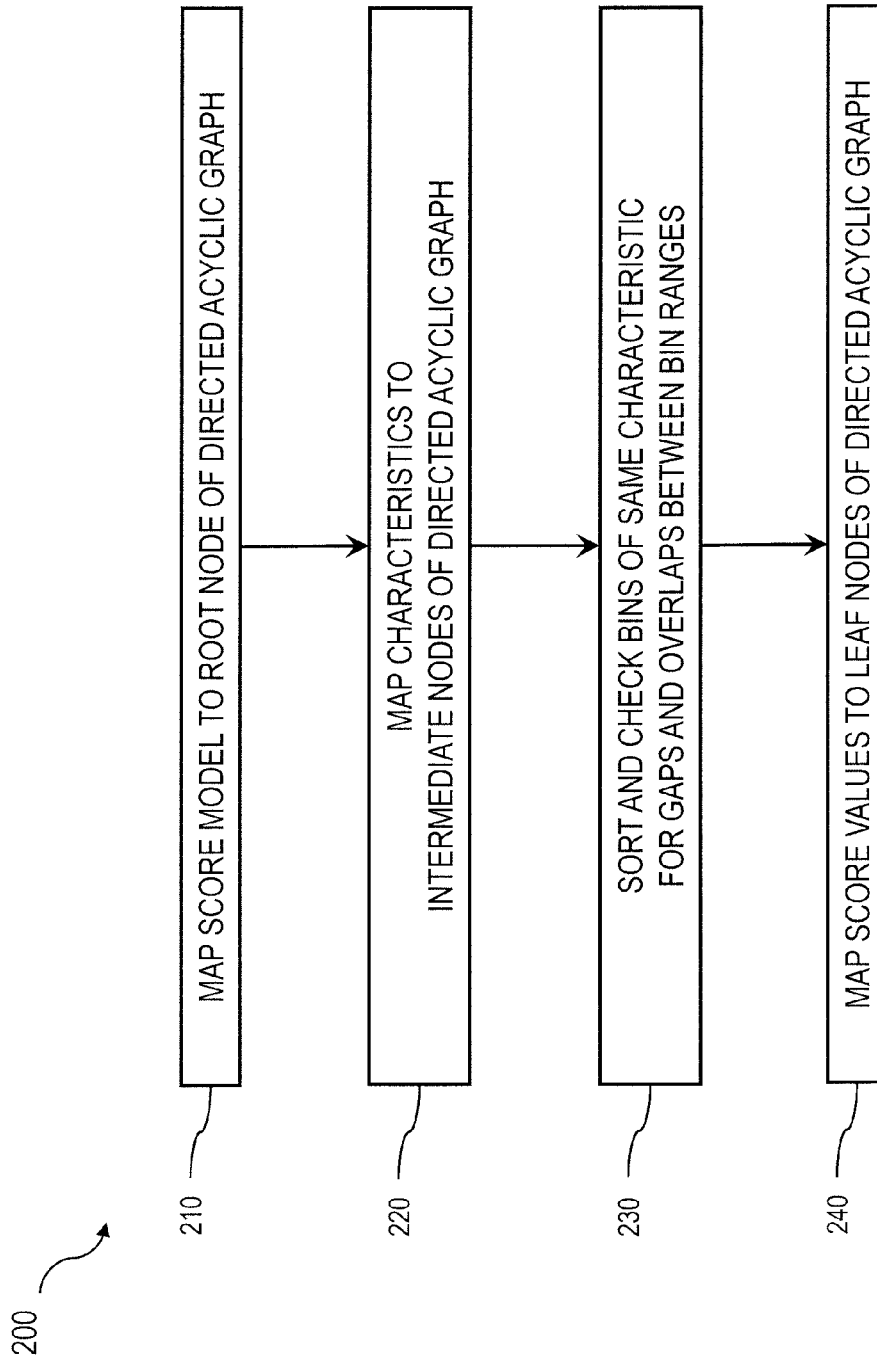 200
210
MAP SCORE MODEL TO ROOT NODE OF DIRECTED ACYCLIC GRAPH
220
MAP CHARACTERISTICS TO
INTERMEDIATE NODES OF DIRECTED ACYCLIC GRAPH
230
SORT AND CHECK BINS OF SAME CHARACTERISTIC
FOR GAPS AND OVERLAPS BETWEEN BIN RANGES
240
MAP SCORE VALUES TO LEAF NODES OF DIRECTED ACYCLIC GRAPH